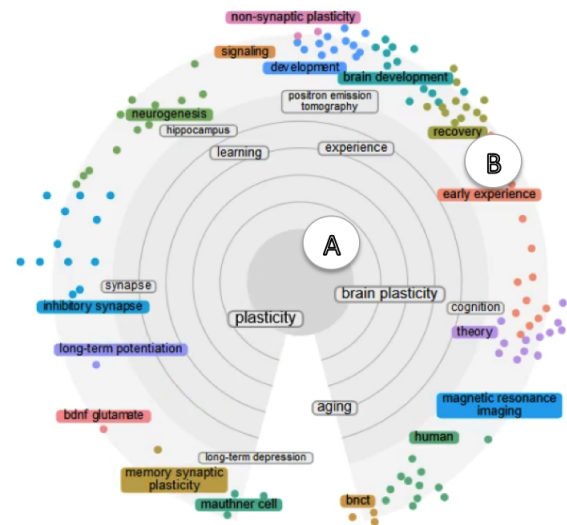 non-synaptic plasticity
signaling
development
brain development
positron emission
tomography
neurogenesis
hippocampus
recovery
learning
experience
B
early experience
A
synapse
brain plasticity
inhibitory synapse
cognition
plasticity
theory
long-term potentiation
magnetic resonance
imaging
aging
bdnf glutamate
human
long-term depression
memory synaptic
plasticity
mauthner cell
bnct